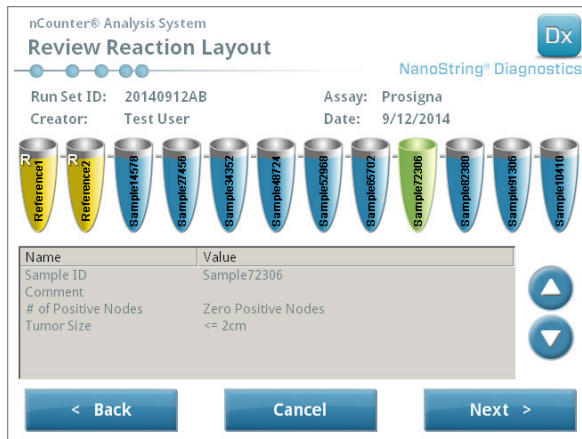 nCounter® Analysis System
Dx
Review Reaction Layout
NanoString® Diagnostics
Run Set ID: 20140912AB Assay: Prosigna
Creator: Test User Date: 9/12/2014
R R
Reference1
Reference2
Sample14578
Sample27456
Sample34352
Sample48724
Sample52968
Sample65702
Sample72306
Sample82380
Sample91306
Sample10410
Name Value
Sample ID Sample72306
Comment
# of Positive Nodes Zero Positive Nodes
Tumor Size <= 2cm
< Back Cancel Next >